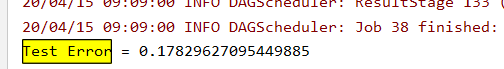 20/04/15 09:09:00 INFO DAGScheduler: ResultStage 133 (
20/04/15 09:09:00 INFO DAGScheduler: Job 38 finished:
Test Error = 0.17829627095449885